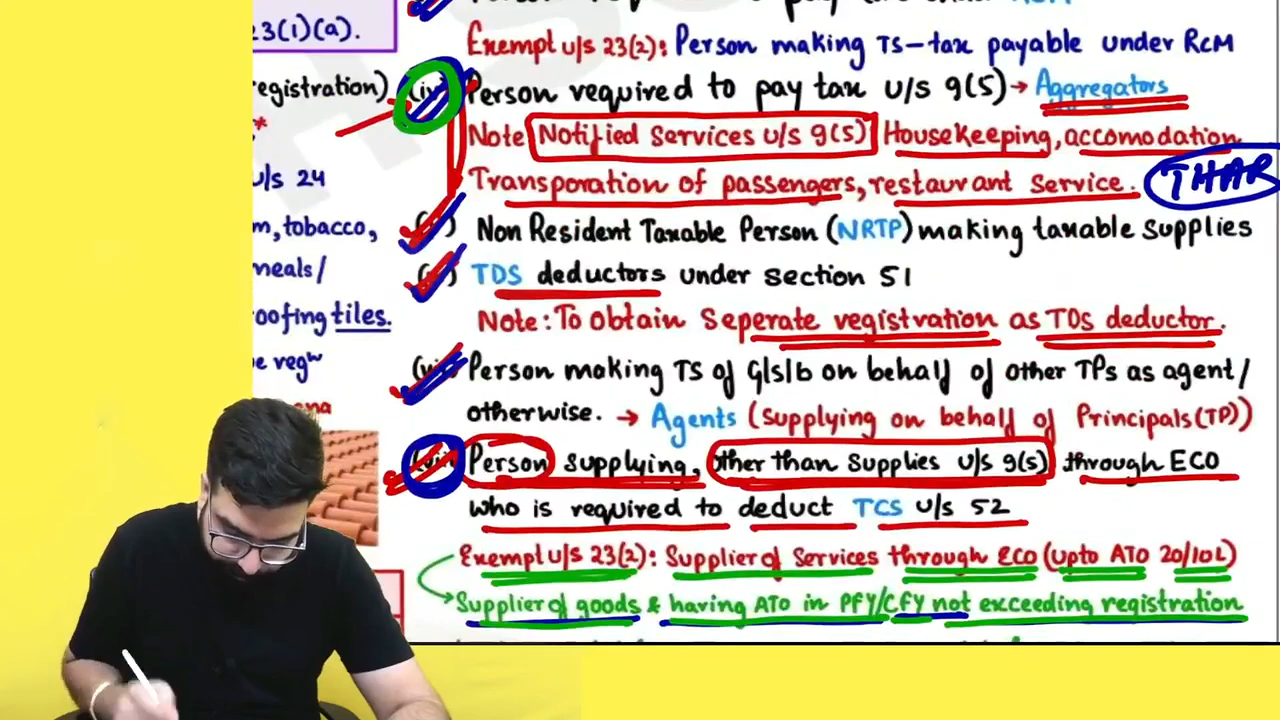 23(1)(a).
egistration)
u/s 24
m, tobacco,
meals/
oofing tiles.
e regⁿ
ana
Exempt u/s 23(2): Person making TS-tax payable under RCM
(iv) Person required to pay tax u/s 9(5) → Aggregators
Note Notified Services u/s 9(5) Housekeeping, accomodation
Transporation of passengers, restaurant Service. THAR
Non Resident Taxable Person (NRTP) making taxable supplies
TDS deductors under section 51
Note: To obtain Seperate registration as TDS deductor.
Person making TS of G/S/b on behalf of other TPs as agent/
otherwise. → Agents (supplying on behalf of Principals (TP))
Person supplying, other than supplies u/s 9(5) through ECO
who is required to deduct TCS u/s 52
Exempt u/s 23(2): Supplier of Services through ECO (upto ATO 20/10L)
Supplier of goods & having ATO in PFY/CFY not exceeding registration